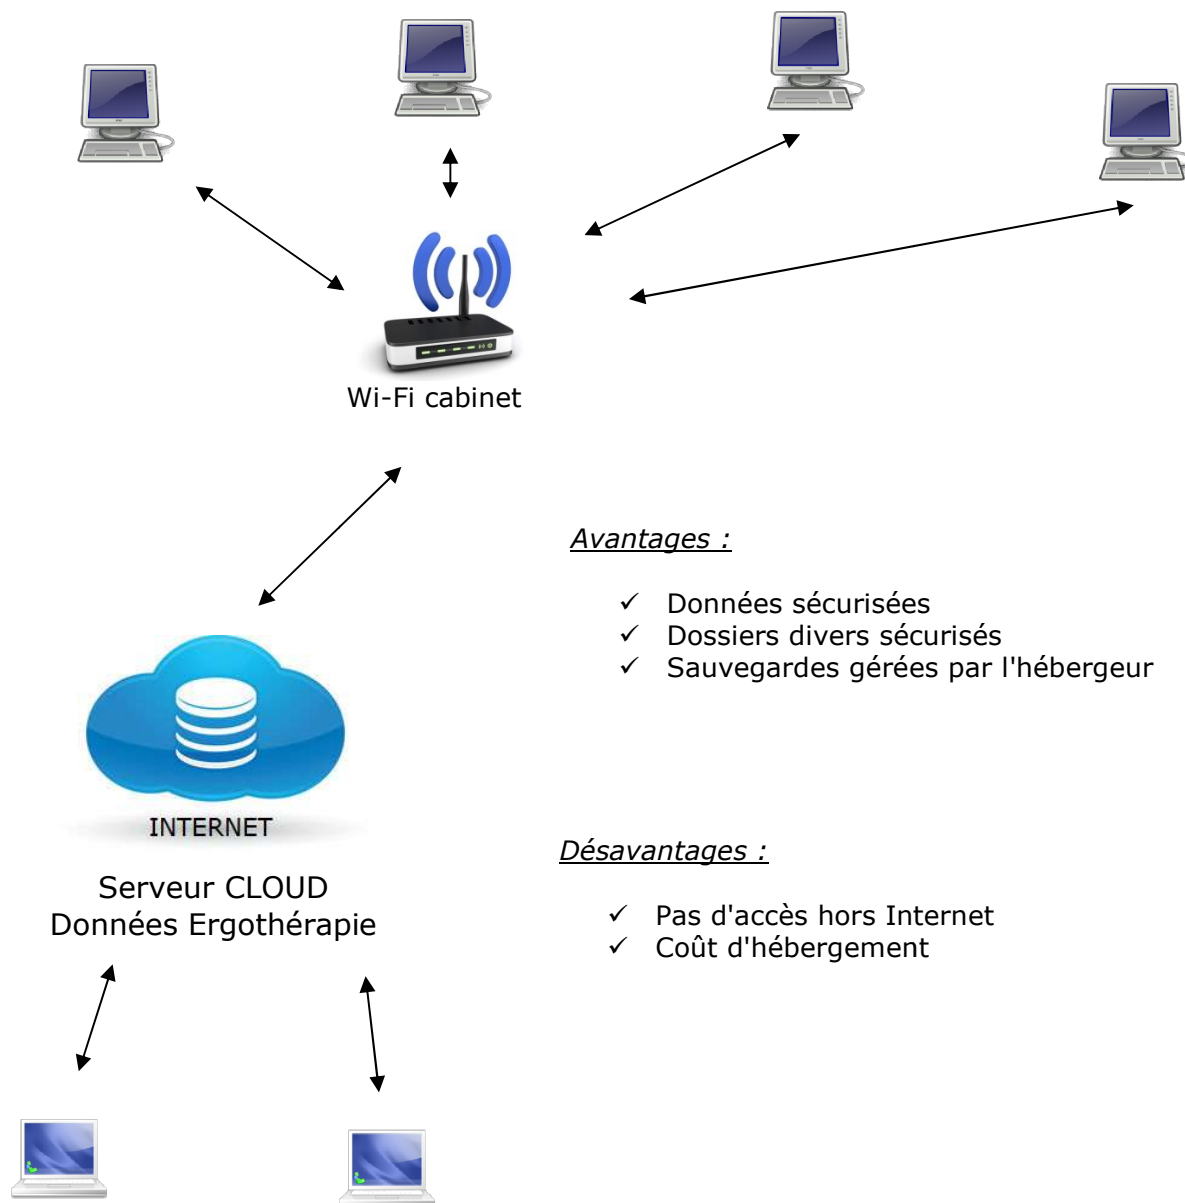 Wi-Fi cabinet
Avantages :
✓ Données sécurisées
✓ Dossiers divers sécurisés
✓ Sauvegardes gérées par l'hébergeur
INTERNET
Serveur CLOUD
Données Ergothérapie
Désavantages :
✓ Pas d'accès hors Internet
✓ Coût d'hébergement